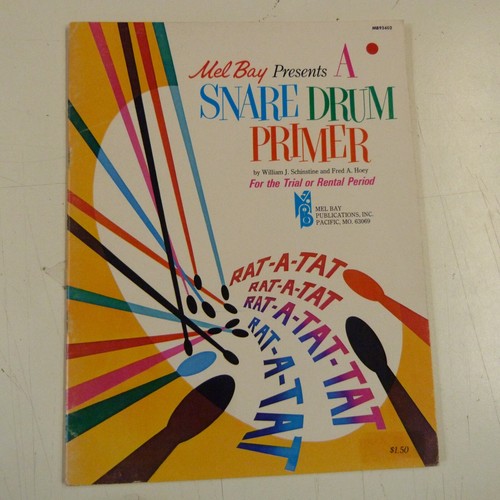 MB93402
Mel Bay Presents A
SNARE DRUM
PRIMER
by William J. Schinstine and Fred A. Hoey
For the Trial or Rental Period
MEL BAY
PUBLICATIONS, INC.
PACIFIC, MO. 63069
RAT-A-TAT
RAT-A-TAT
RAT-A-TAT-TAT
RAT-A-TAT
$1.50